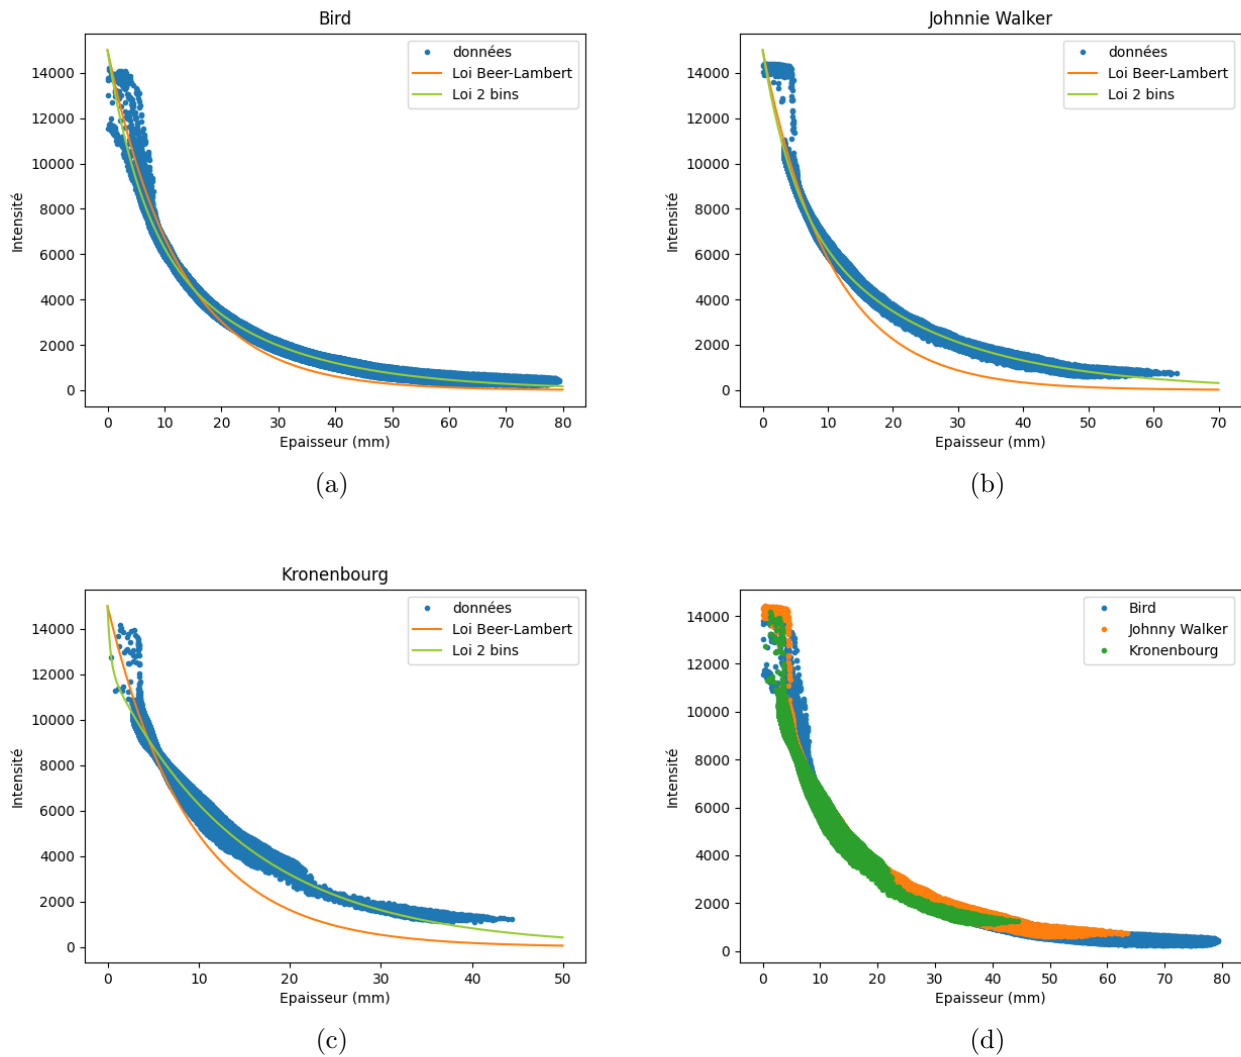 Bird
données
Loi Beer-Lambert
Loi 2 bins
14000
12000
10000
8000
6000
4000
2000
0
Intensité
0 10 20 30 40 50 60 70 80
Epaisseur (mm)
(a)
Johnnie Walker
données
Loi Beer-Lambert
Loi 2 bins
14000
12000
10000
8000
6000
4000
2000
0
Intensité
0 10 20 30 40 50 60 70
Epaisseur (mm)
(b)
Kronenbourg
données
Loi Beer-Lambert
Loi 2 bins
14000
12000
10000
8000
6000
4000
2000
0
Intensité
0 10 20 30 40 50
Epaisseur (mm)
(c)
Bird
Johnny Walker
Kronenbourg
14000
12000
10000
8000
6000
4000
2000
0
Intensité
0 10 20 30 40 50 60 70 80
Epaisseur (mm)
(d)